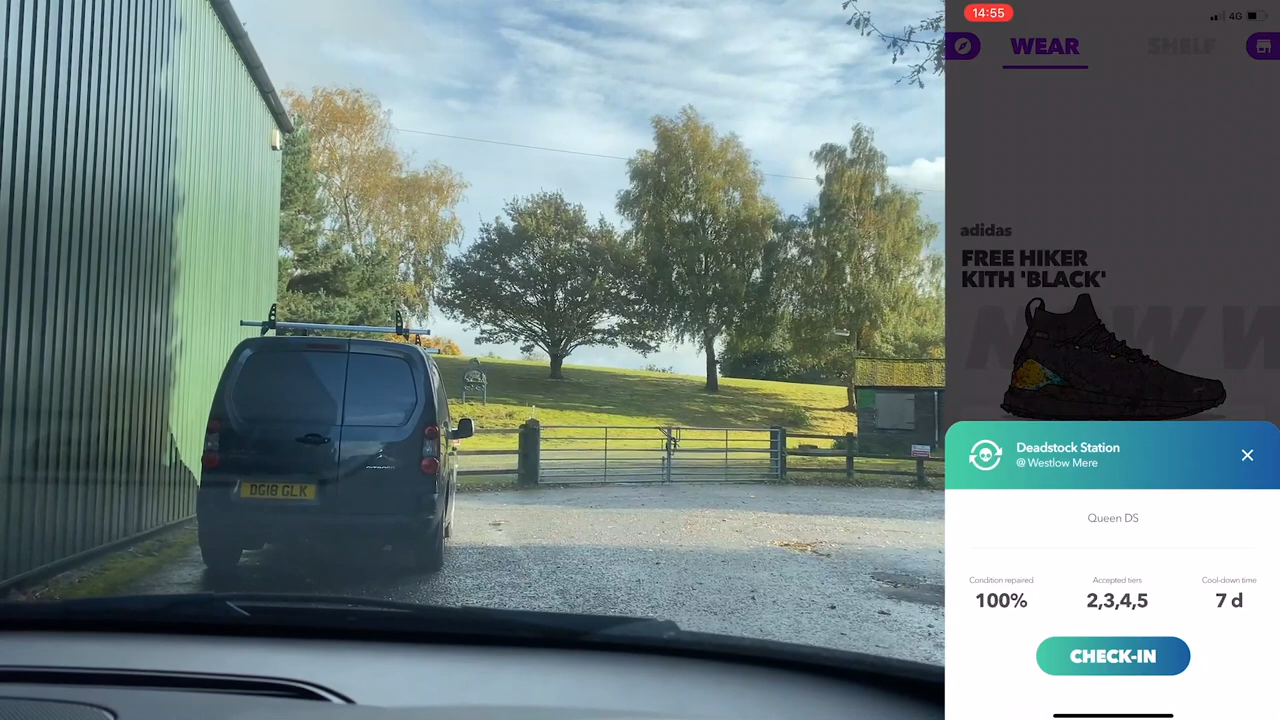 DG18 GLK
14:55
4G
WEAR
SHELF
adidas
FREE HIKER
KITH 'BLACK'
Deadstock Station
@ Westlow Mere
Queen DS
Condition repaired
Accepted tiers
Cool-down time
100%
2,3,4,5
7 d
CHECK-IN